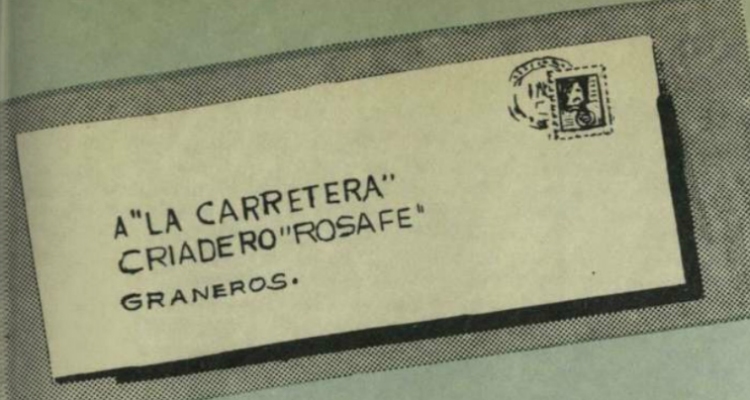 A "LA CARRETERA"
CRIADERO "ROSAFE"
GRANEROS.